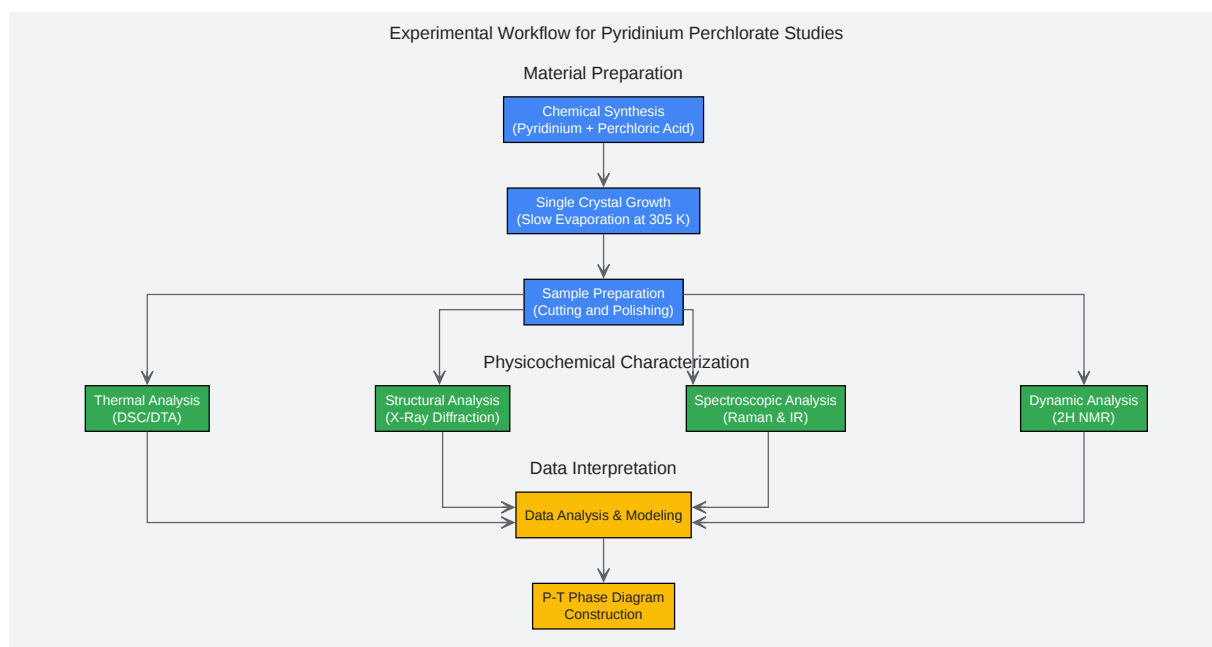 Experimental Workflow for Pyridinium Perchlorate Studies
Material Preparation
Chemical Synthesis
(Pyridinium + Perchloric Acid)
Single Crystal Growth
(Slow Evaporation at 305 K)
Sample Preparation
(Cutting and Polishing)
Physicochemical Characterization
Thermal Analysis
(DSC/DTA)
Structural Analysis
(X-Ray Diffraction)
Spectroscopic Analysis
(Raman & IR)
Dynamic Analysis
(2H NMR)
Data Interpretation
Data Analysis & Modeling
P-T Phase Diagram
Construction